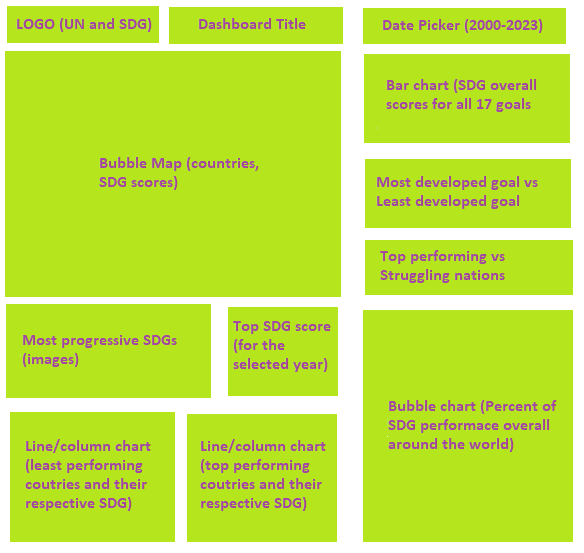 LOGO (UN and SDG)
Dashboard Title
Date Picker (2000-2023)
Bubble Map (countries,
SDG scores)
Bar chart (SDG overall
scores for all 17 goals
Most developed goal vs
Least developed goal
Top performing vs
Struggling nations
Most progressive SDGs
(images)
Top SDG score
(for the
selected year)
Bubble chart (Percent of
SDG performace overall
around the world)
Line/column chart
(least performing
coutries and their
respective SDG)
Line/column chart
(top performing
coutries and their
respective SDG)